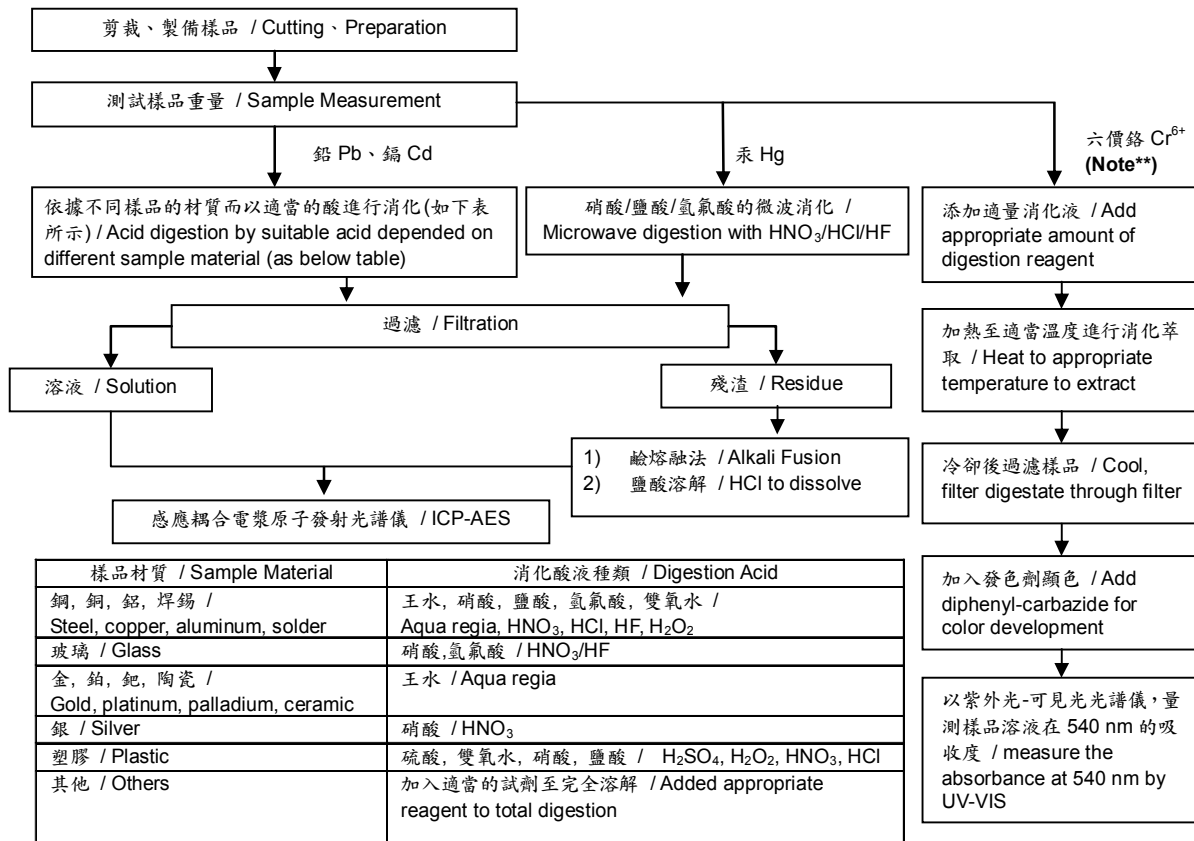 剪裁、製備樣品 / Cutting、Preparation
測試樣品重量 / Sample Measurement
鉛 Pb、鎘 Cd
汞 Hg
六價鉻 Cr6+
(Note**)
依據不同樣品的材質而以適當的酸進行消化(如下表
所示) / Acid digestion by suitable acid depended on
different sample material (as below table)
硝酸/鹽酸/氫氟酸的微波消化 /
Microwave digestion with HNO3/HCl/HF
添加適量消化液 / Add
appropriate amount of
digestion reagent
過濾 / Filtration
加熱至適當溫度進行消化萃
取 / Heat to appropriate
temperature to extract
溶液 / Solution
殘渣 / Residue
1) 鹼熔融法 / Alkali Fusion
2) 鹽酸溶解 / HCl to dissolve
冷卻後過濾樣品 / Cool,
filter digestate through filter
感應耦合電漿原子發射光譜儀 / ICP-AES
加入發色劑顯色 / Add
diphenyl-carbazide for
color development
以紫外光-可見光光譜儀，量
測樣品溶液在 540 nm 的吸
收度 / measure the
absorbance at 540 nm by
UV-VIS
樣品材質 / Sample Material 消化酸液種類 / Digestion Acid
鋼, 銅, 鋁, 焊錫 / 王水, 硝酸, 鹽酸, 氫氟酸, 雙氧水 /
Steel, copper, aluminum, solder Aqua regia, HNO3, HCl, HF, H2O2
玻璃 / Glass 硝酸,氫氟酸 / HNO3/HF
金, 鉑, 鈀, 陶瓷 / 王水 / Aqua regia
Gold, platinum, palladium, ceramic
銀 / Silver 硝酸 / HNO3
塑膠 / Plastic 硫酸, 雙氧水, 硝酸, 鹽酸 / H2SO4, H2O2, HNO3, HCl
其他 / Others 加入適當的試劑至完全溶解 / Added appropriate
reagent to total digestion